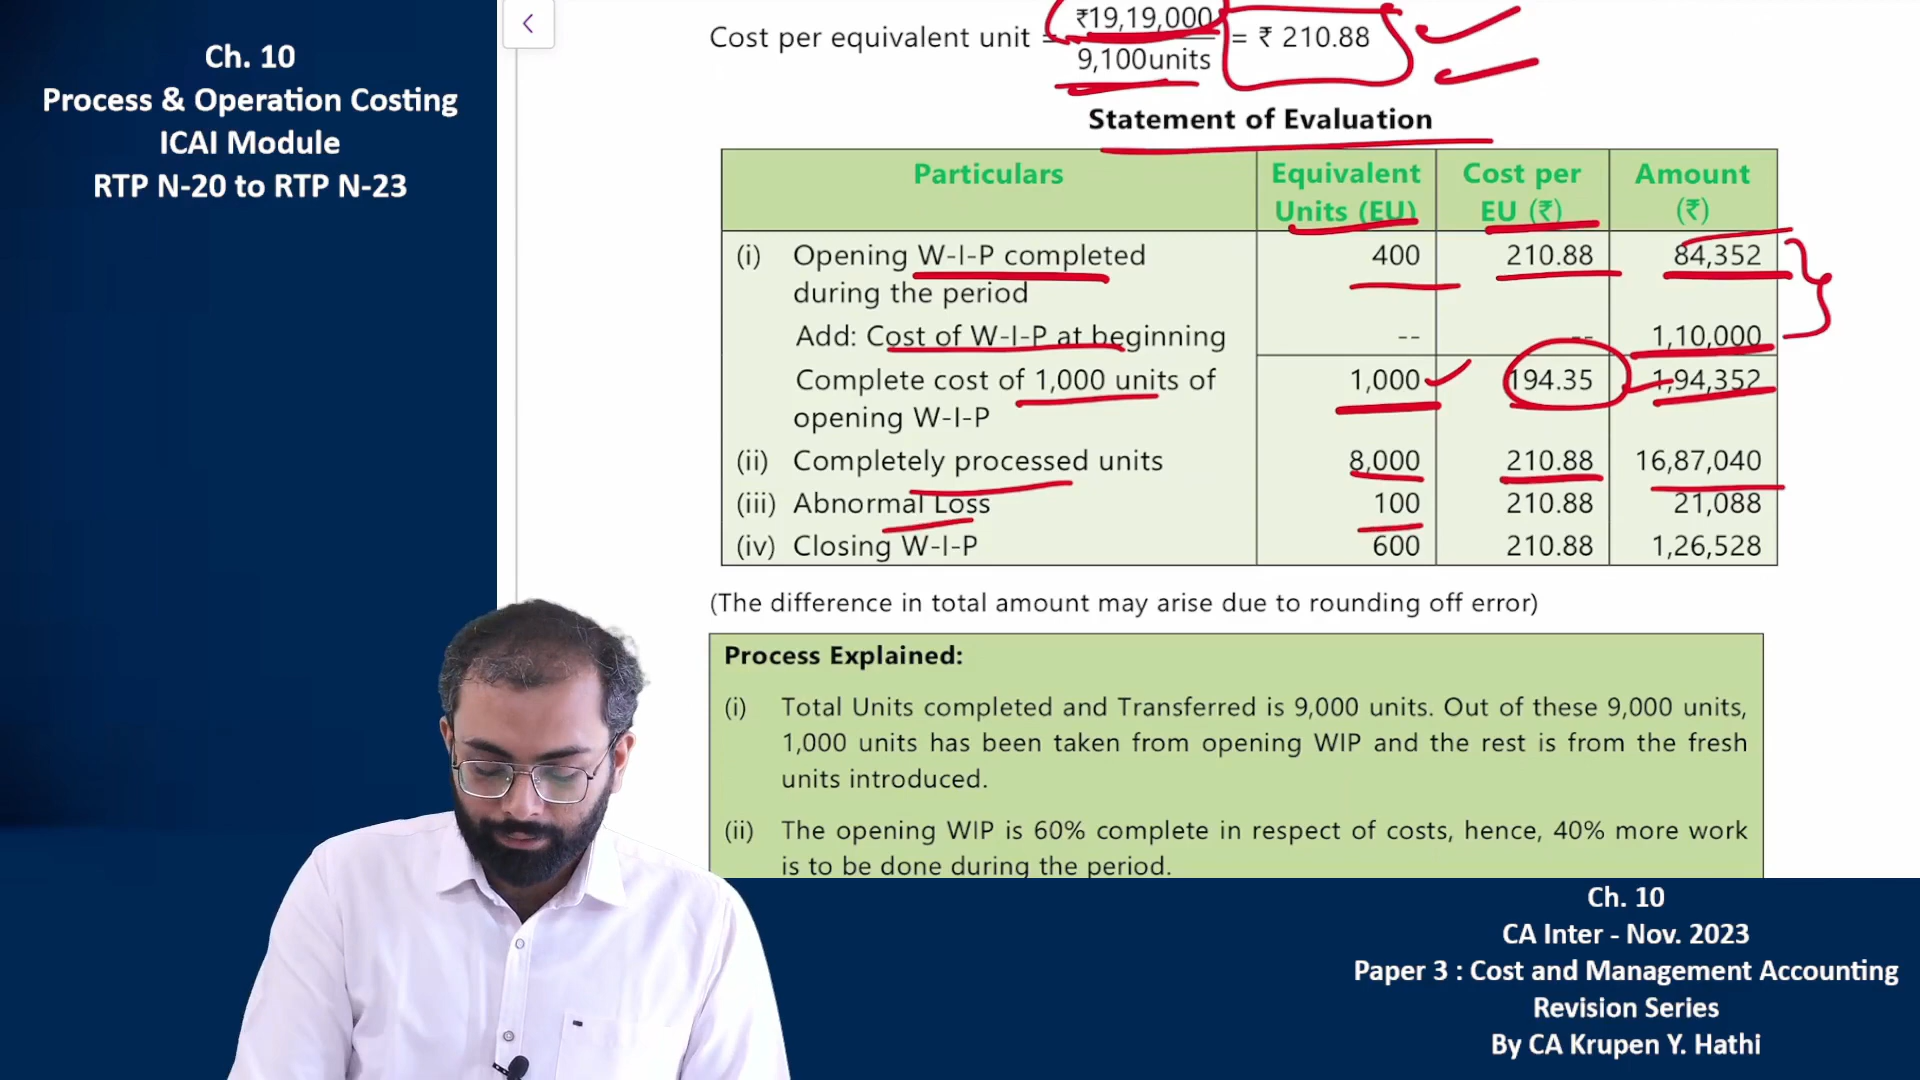 Ch. 10
Process & Operation Costing
ICAI Module
RTP N-20 to RTP N-23
Cost per equivalent unit = ₹19,19,000 / 9,100units = ₹ 210.88
Statement of Evaluation
Particulars Equivalent Units (EU) Cost per EU (₹) Amount (₹)
(i) Opening W-I-P completed 400 210.88 84,352
during the period
Add: Cost of W-I-P at beginning -- -- 1,10,000
Complete cost of 1,000 units of 1,000 194.35 1,94,352
opening W-I-P
(ii) Completely processed units 8,000 210.88 16,87,040
(iii) Abnormal Loss 100 210.88 21,088
(iv) Closing W-I-P 600 210.88 1,26,528
(The difference in total amount may arise due to rounding off error)
Process Explained:
(i) Total Units completed and Transferred is 9,000 units. Out of these 9,000 units,
1,000 units has been taken from opening WIP and the rest is from the fresh
units introduced.
(ii) The opening WIP is 60% complete in respect of costs, hence, 40% more work
is to be done during the period.
Ch. 10
CA Inter - Nov. 2023
Paper 3 : Cost and Management Accounting
Revision Series
By CA Krupen Y. Hathi